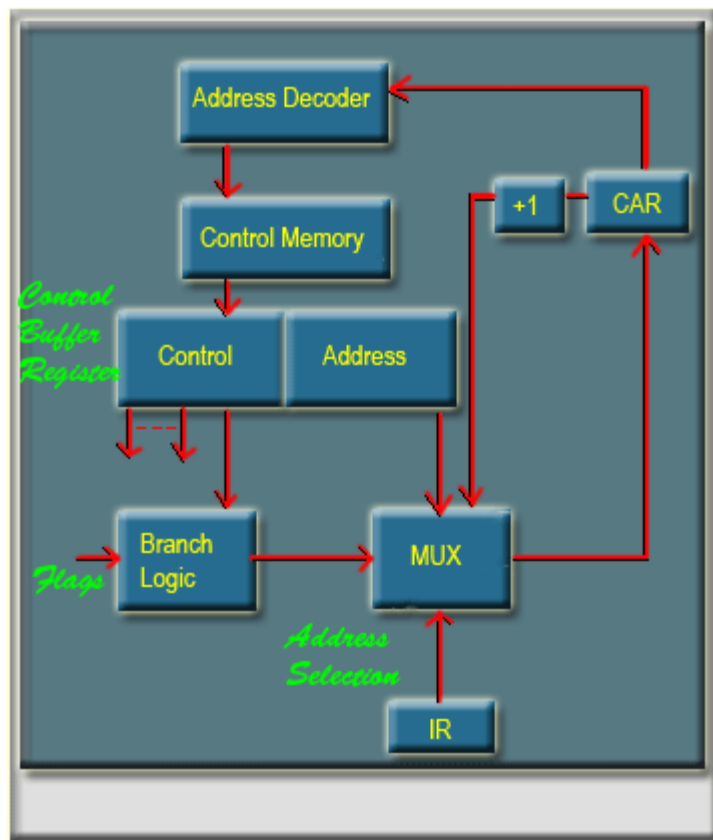 Address Decoder
+1
CAR
Control Memory
Control
Buffer
Register
Control
Address
Branch
Logic
MUX
Flags
Address
Selection
IR